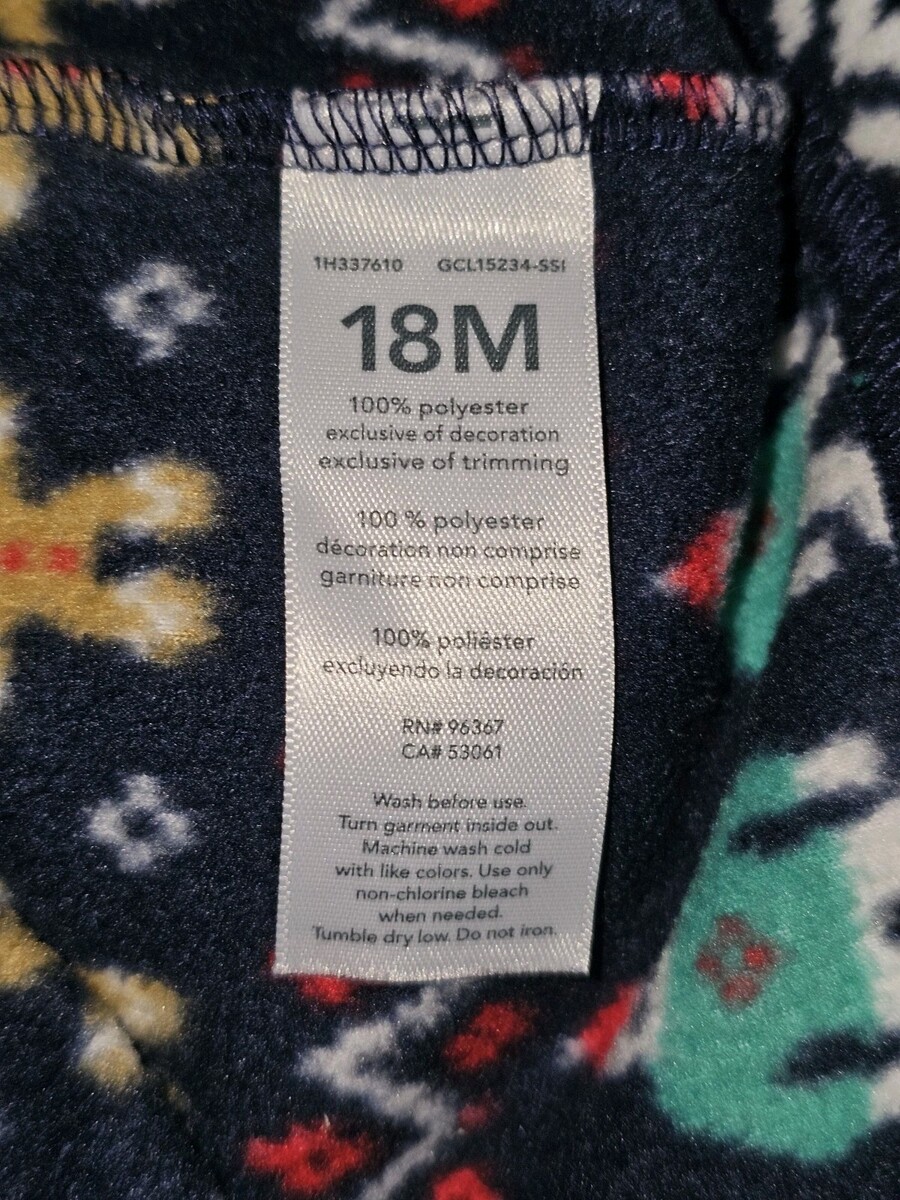 1H337610 GCL15234-SSI
18M
100% polyester
exclusive of decoration
exclusive of trimming
100 % polyester
décoration non comprise
garniture non comprise
100% poliéster
excluyendo la decoración
RN# 96367
CA# 53061
Wash before use.
Turn garment inside out.
Machine wash cold
with like colors. Use only
non-chlorine bleach
when needed.
Tumble dry low. Do not iron.